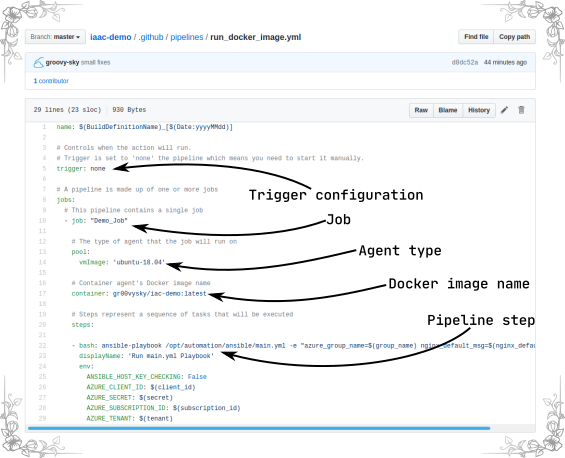 Branch: master
iaac-demo / .github / pipelines / run_docker_image.yml
Find file
Copy path
groovy-sky small fixes
d8dc52a 44 minutes ago
1 contributor
29 lines (23 sloc) 930 Bytes
Raw
Blame
History
1 name: $(BuildDefinitionName)_[$(Date:yyyyMMdd)]
2
3 # Controls when the action will run.
4 # Trigger is set to 'none' the pipeline which means you need to start it manually.
5 trigger: none
6
Trigger configuration
7 # A pipeline is made up of one or more jobs
8 jobs:
9 # This pipeline contains a single job
10 - job: "Demo_Job"
Job
11
12 # The type of agent that the job will run on
13 pool:
Agent type
14 vmImage: 'ubuntu-18.04'
15
16 # Container agent's Docker image name
Docker image name
17 container: gr00vysky/iac-demo:latest
18
19 # Steps represent a sequence of tasks that will be executed
Pipeline step
20 steps:
21
22 - bash: ansible-playbook /opt/automation/ansible/main.yml -e "azure_group_name=$(group_name) nginx_default_msg=$(nginx_defau
23 displayName: 'Run main.yml Playbook'
24 env:
25 ANSIBLE_HOST_KEY_CHECKING: False
26 AZURE_CLIENT_ID: $(client_id)
27 AZURE_SECRET: $(secret)
28 AZURE_SUBSCRIPTION_ID: $(subscription_id)
29 AZURE_TENANT: $(tenant)